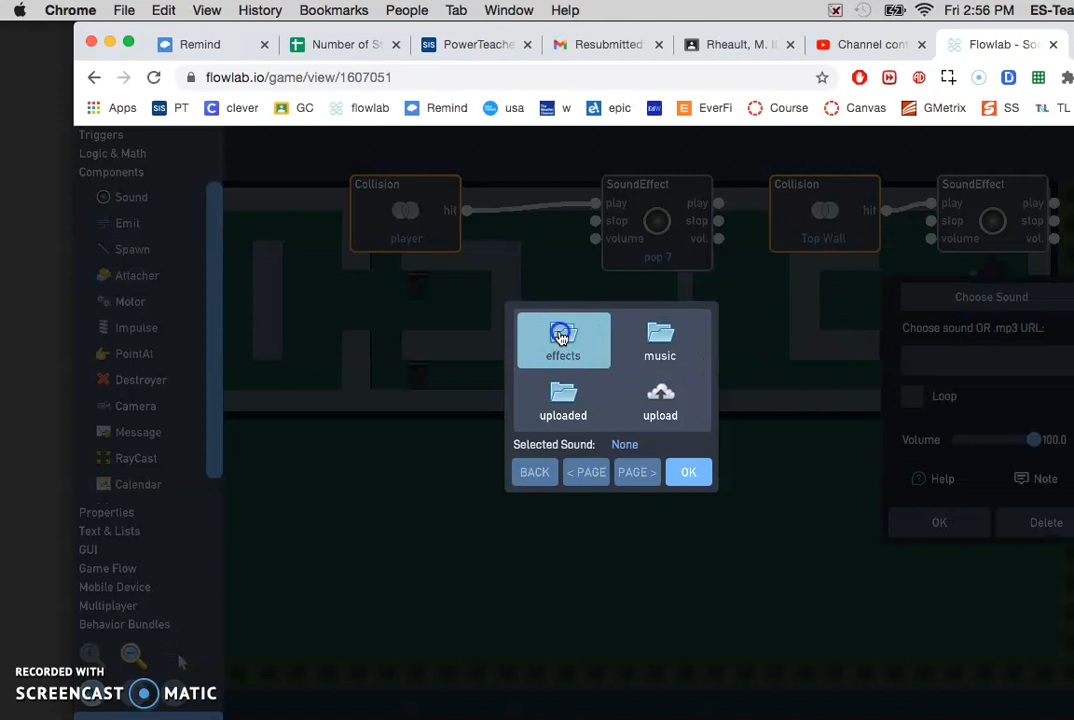 Chrome File Edit View History Bookmarks People Tab Window Help Fri 2:56 PM ES-Tea
Remind Number of S PowerTeache Resubmitted: Rheault, M. I Channel con Flowlab - Soc
flowlab.io/game/view/1607051
Apps PT clever GC flowlab Remind usa w epic EverFi Course Canvas GMetrix SS TL
Triggers
Logic & Math
Components
Sound
Emit
Spawn
Attacher
Motor
Impulse
PointAt
Destroyer
Camera
Message
RayCast
Calendar
Properties
Text & Lists
GUI
Game Flow
Mobile Device
Multiplayer
Behavior Bundles
Collision
hit
player
SoundEffect
play play
stop stop
volume vol.
pop 7
Collision
hit
Top Wall
SoundEffect
play play
stop stop
volume vol.
effects music
uploaded upload
Selected Sound: None
BACK < PAGE PAGE > OK
Choose Sound
Choose sound OR .mp3 URL:
Loop
Volume 100.0
Help Note
OK Delete
RECORDED WITH
SCREENCAST MATIC